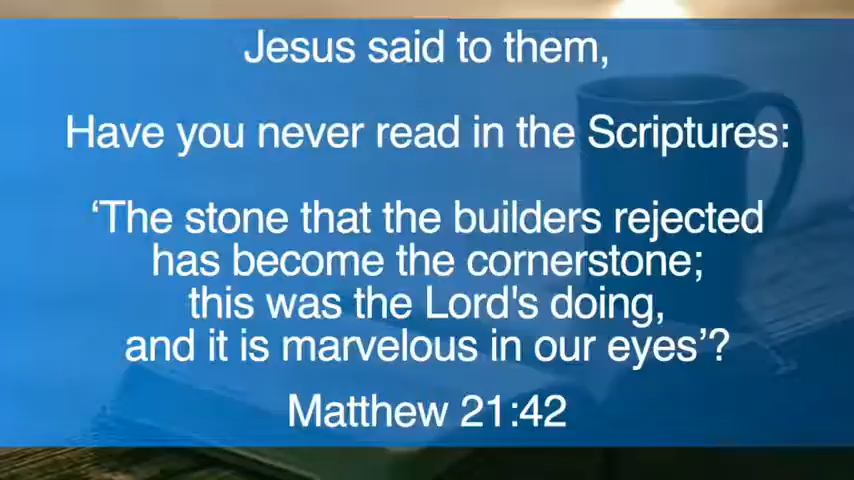 Jesus said to them,
Have you never read in the Scriptures:
‘The stone that the builders rejected
has become the cornerstone;
this was the Lord's doing,
and it is marvelous in our eyes’?
Matthew 21:42